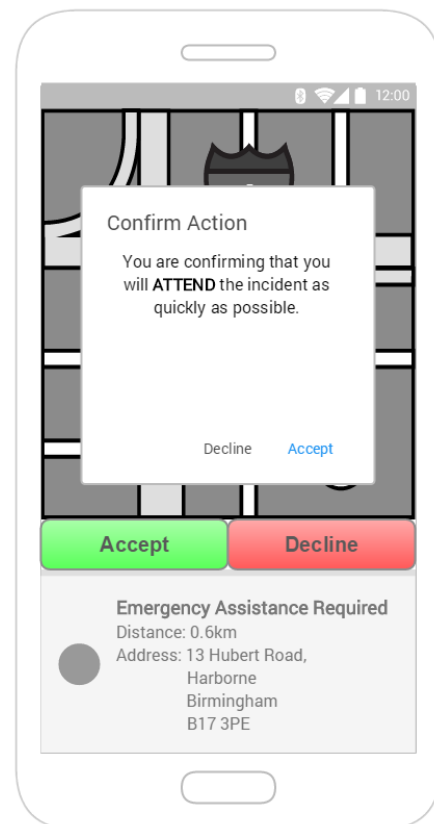 12:00
Confirm Action
You are confirming that you
will ATTEND the incident as
quickly as possible.
Decline Accept
Accept Decline
Emergency Assistance Required
Distance: 0.6km
Address: 13 Hubert Road,
Harborne
Birmingham
B17 3PE